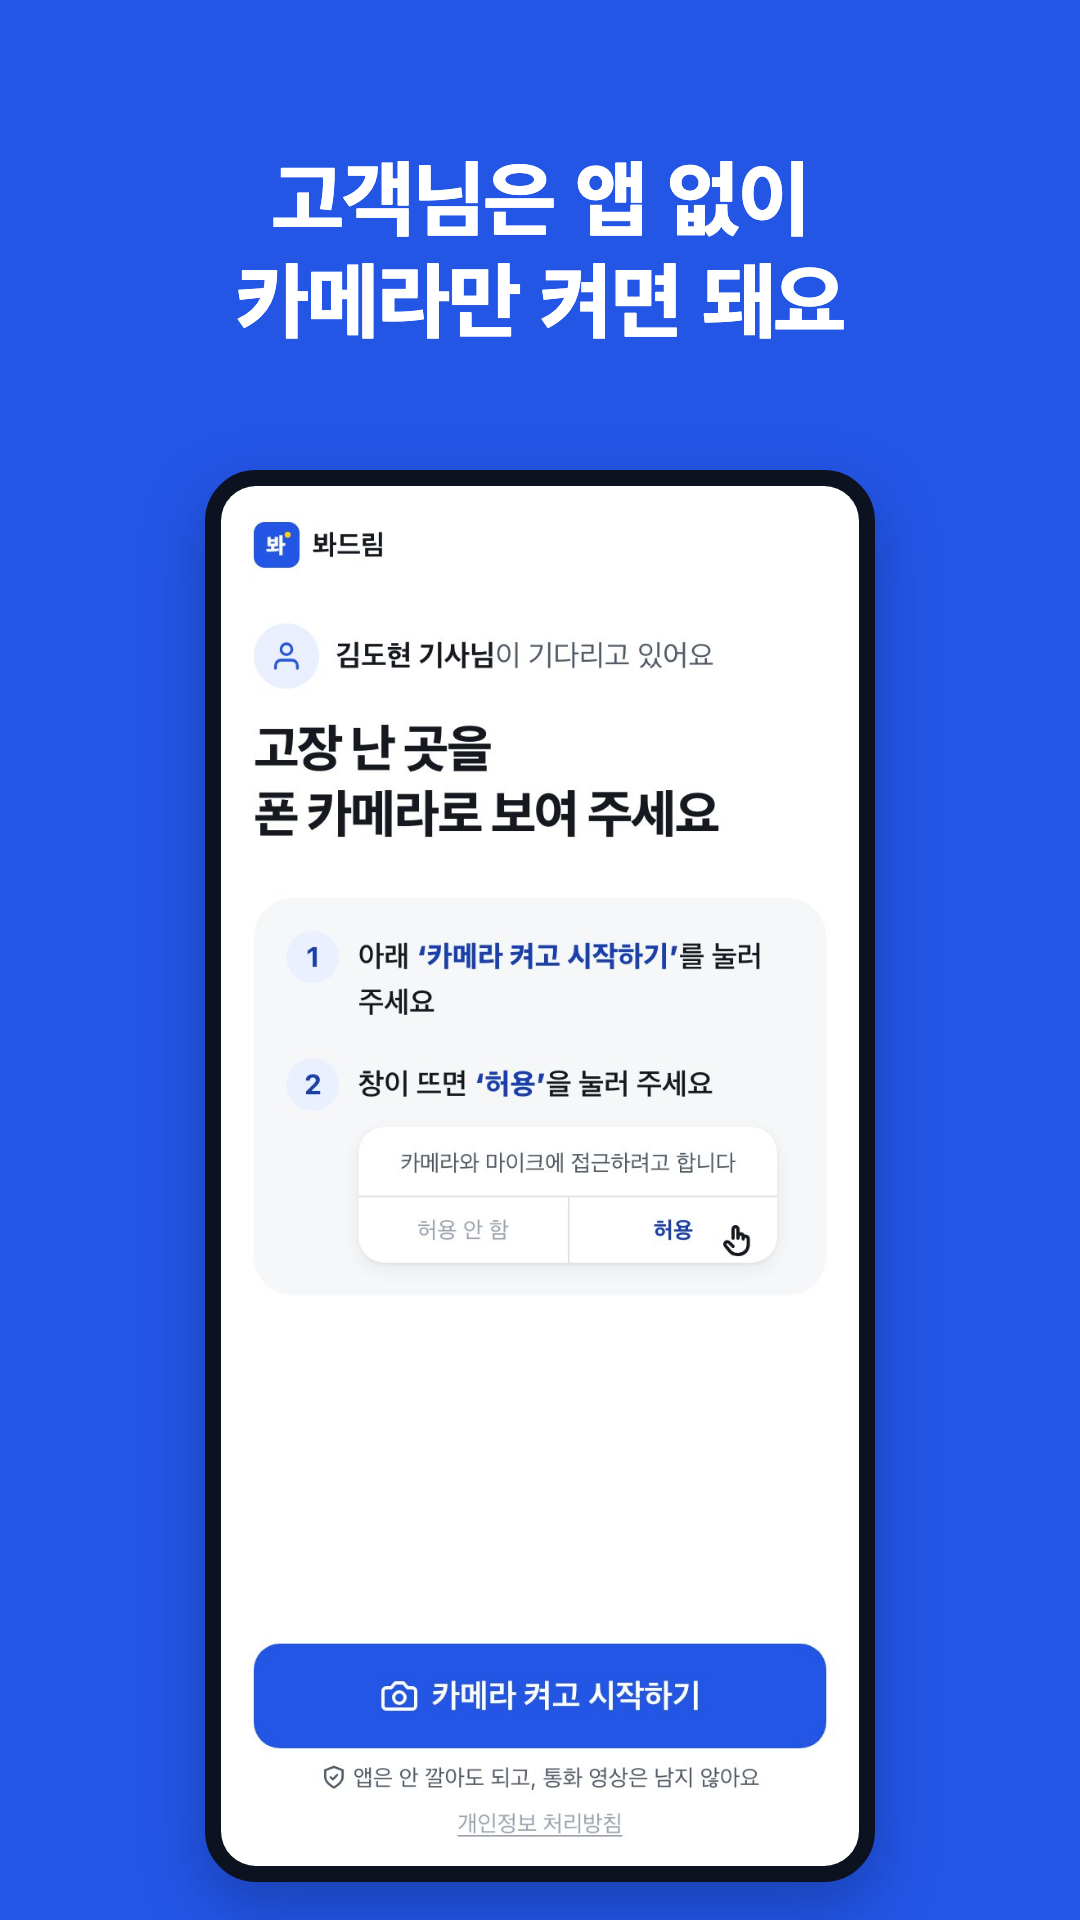 고객님은 앱 없이
카메라만 켜면 돼요
봐 봐드림
김도현 기사님이 기다리고 있어요
고장 난 곳을
폰 카메라로 보여 주세요
1 아래 ‘카메라 켜고 시작하기’를 눌러
주세요
2 창이 뜨면 ‘허용’을 눌러 주세요
카메라와 마이크에 접근하려고 합니다
허용 안 함 허용
카메라 켜고 시작하기
앱은 안 깔아도 되고, 통화 영상은 남지 않아요
개인정보 처리방침